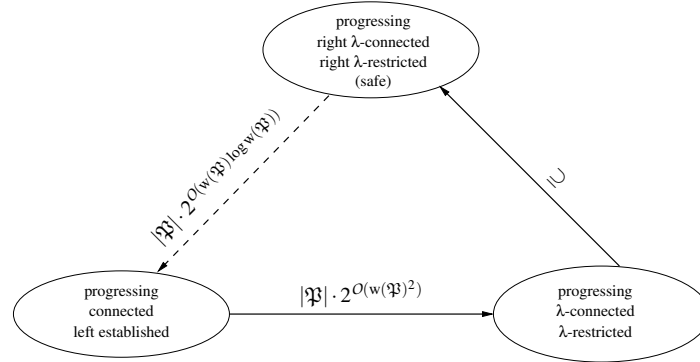 progressing
right λ-connected
right λ-restricted
(safe)
|𝔓| · 2^{O(w(𝔓) log w(𝔓))}
⊇
progressing
connected
left established
|𝔓| · 2^{O(w(𝔓)^2)}
progressing
λ-connected
λ-restricted